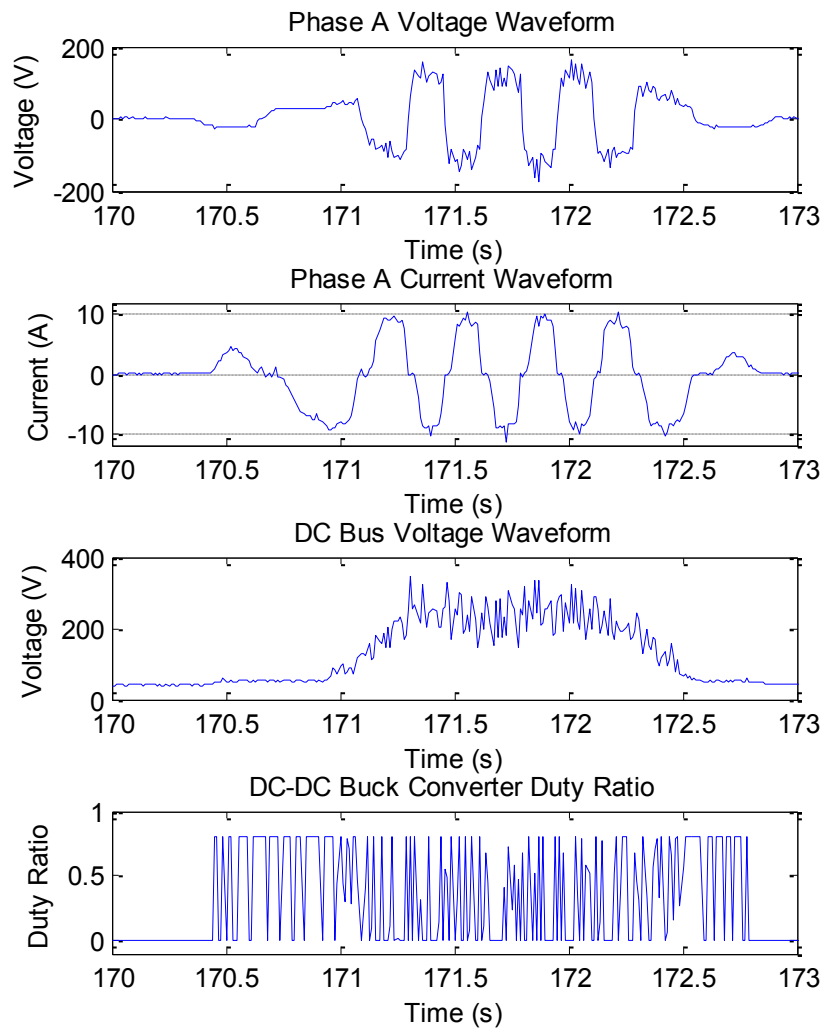 Phase A Voltage Waveform
Voltage (V)
200
0
-200
170 170.5 171 171.5 172 172.5 173
Time (s)
Phase A Current Waveform
Current (A)
10
0
-10
170 170.5 171 171.5 172 172.5 173
Time (s)
DC Bus Voltage Waveform
Voltage (V)
400
200
0
170 170.5 171 171.5 172 172.5 173
Time (s)
DC-DC Buck Converter Duty Ratio
Duty Ratio
1
0.5
0
170 170.5 171 171.5 172 172.5 173
Time (s)